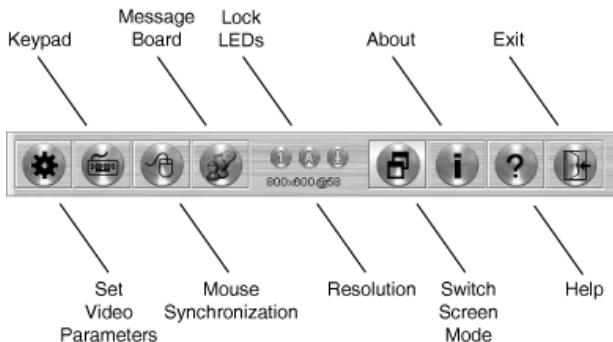 Keypad
Message
Board
Lock
LEDs
About
Exit
1 A
800x600@58
Set
Video
Parameters
Mouse
Synchronization
Resolution
Switch
Screen
Mode
Help